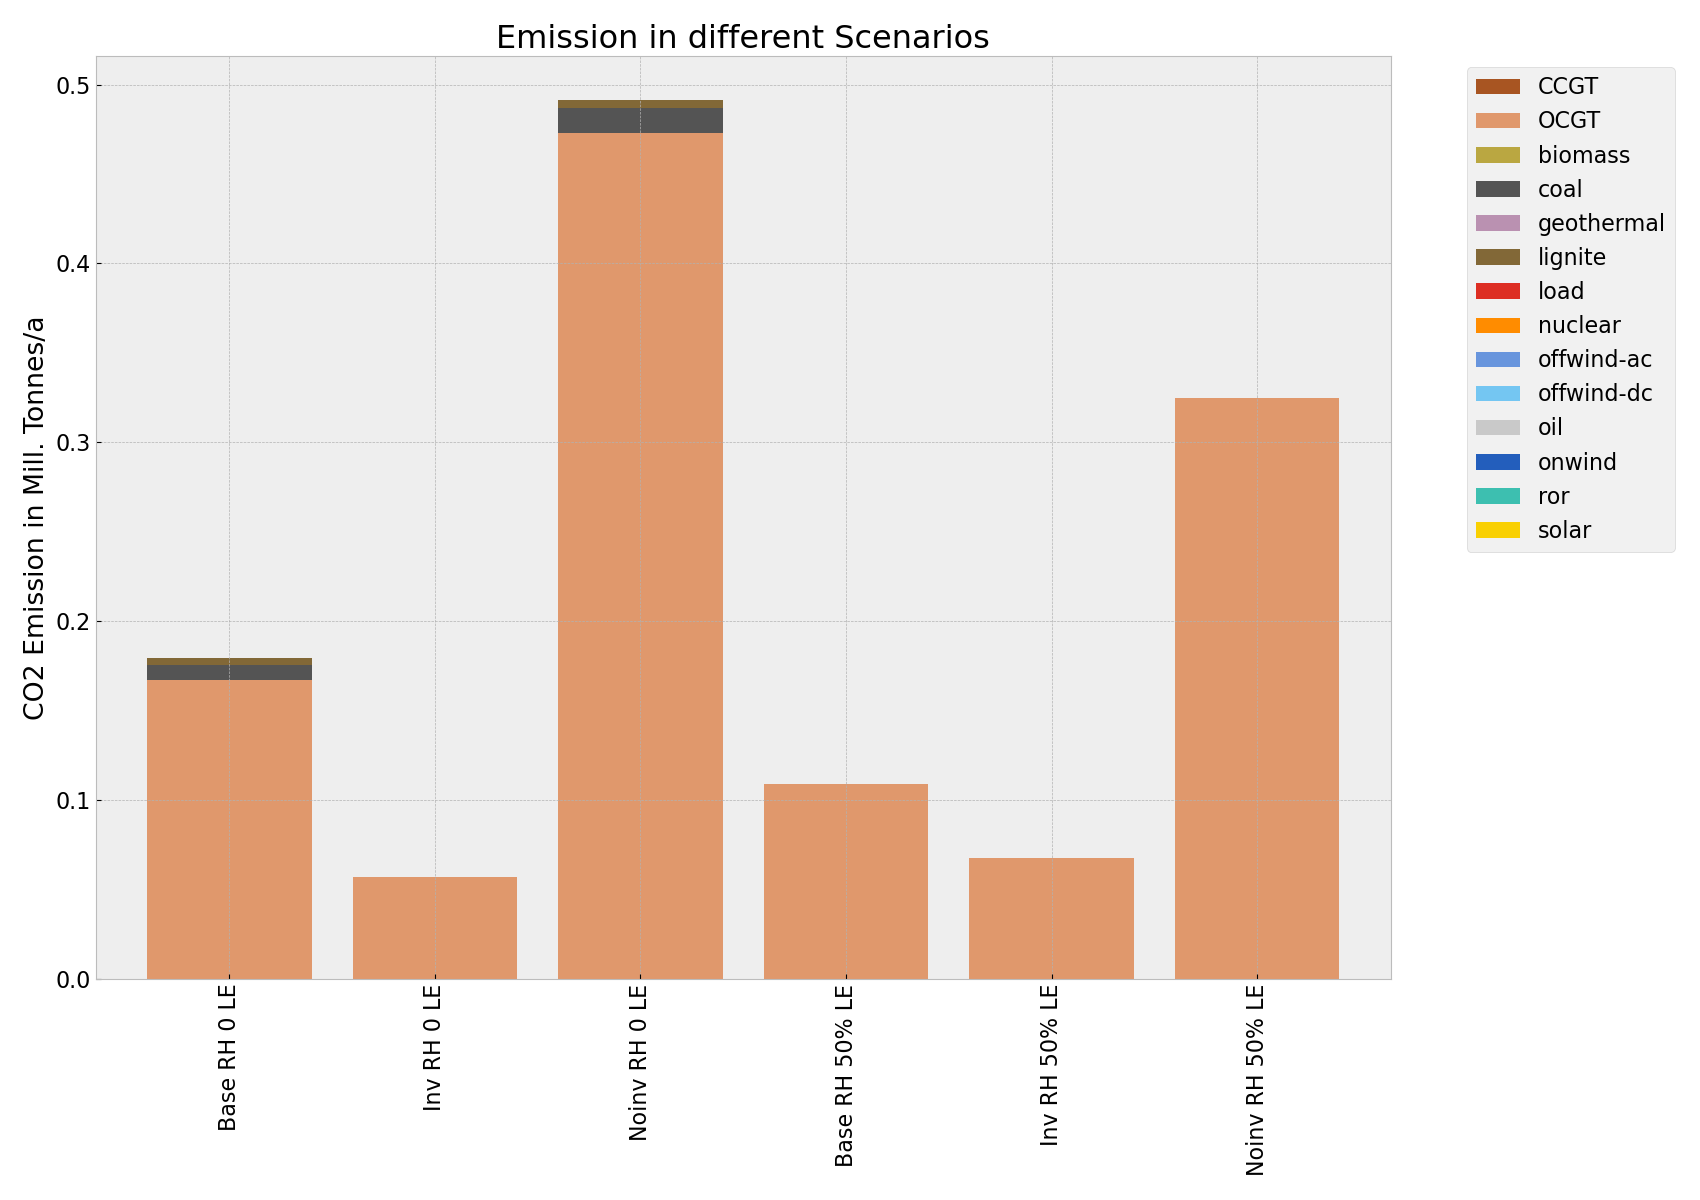 Emission in different Scenarios
CO2 Emission in Mill. Tonnes/a
0.5
0.4
0.3
0.2
0.1
0.0
Base RH 0 LE
Inv RH 0 LE
Noinv RH 0 LE
Base RH 50% LE
Inv RH 50% LE
Noinv RH 50% LE
CCGT
OCGT
biomass
coal
geothermal
lignite
load
nuclear
offwind-ac
offwind-dc
oil
onwind
ror
solar